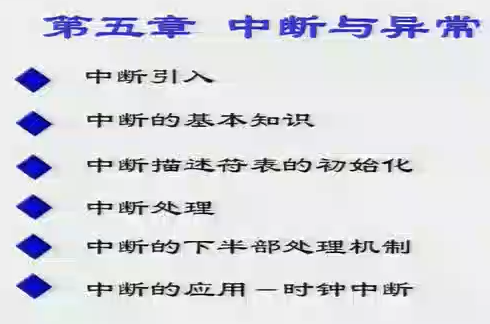 第五章 中断与异常
中断引入
中断的基本知识
中断描述符表的初始化
中断处理
中断的下半部处理机制
中断的应用－时钟中断